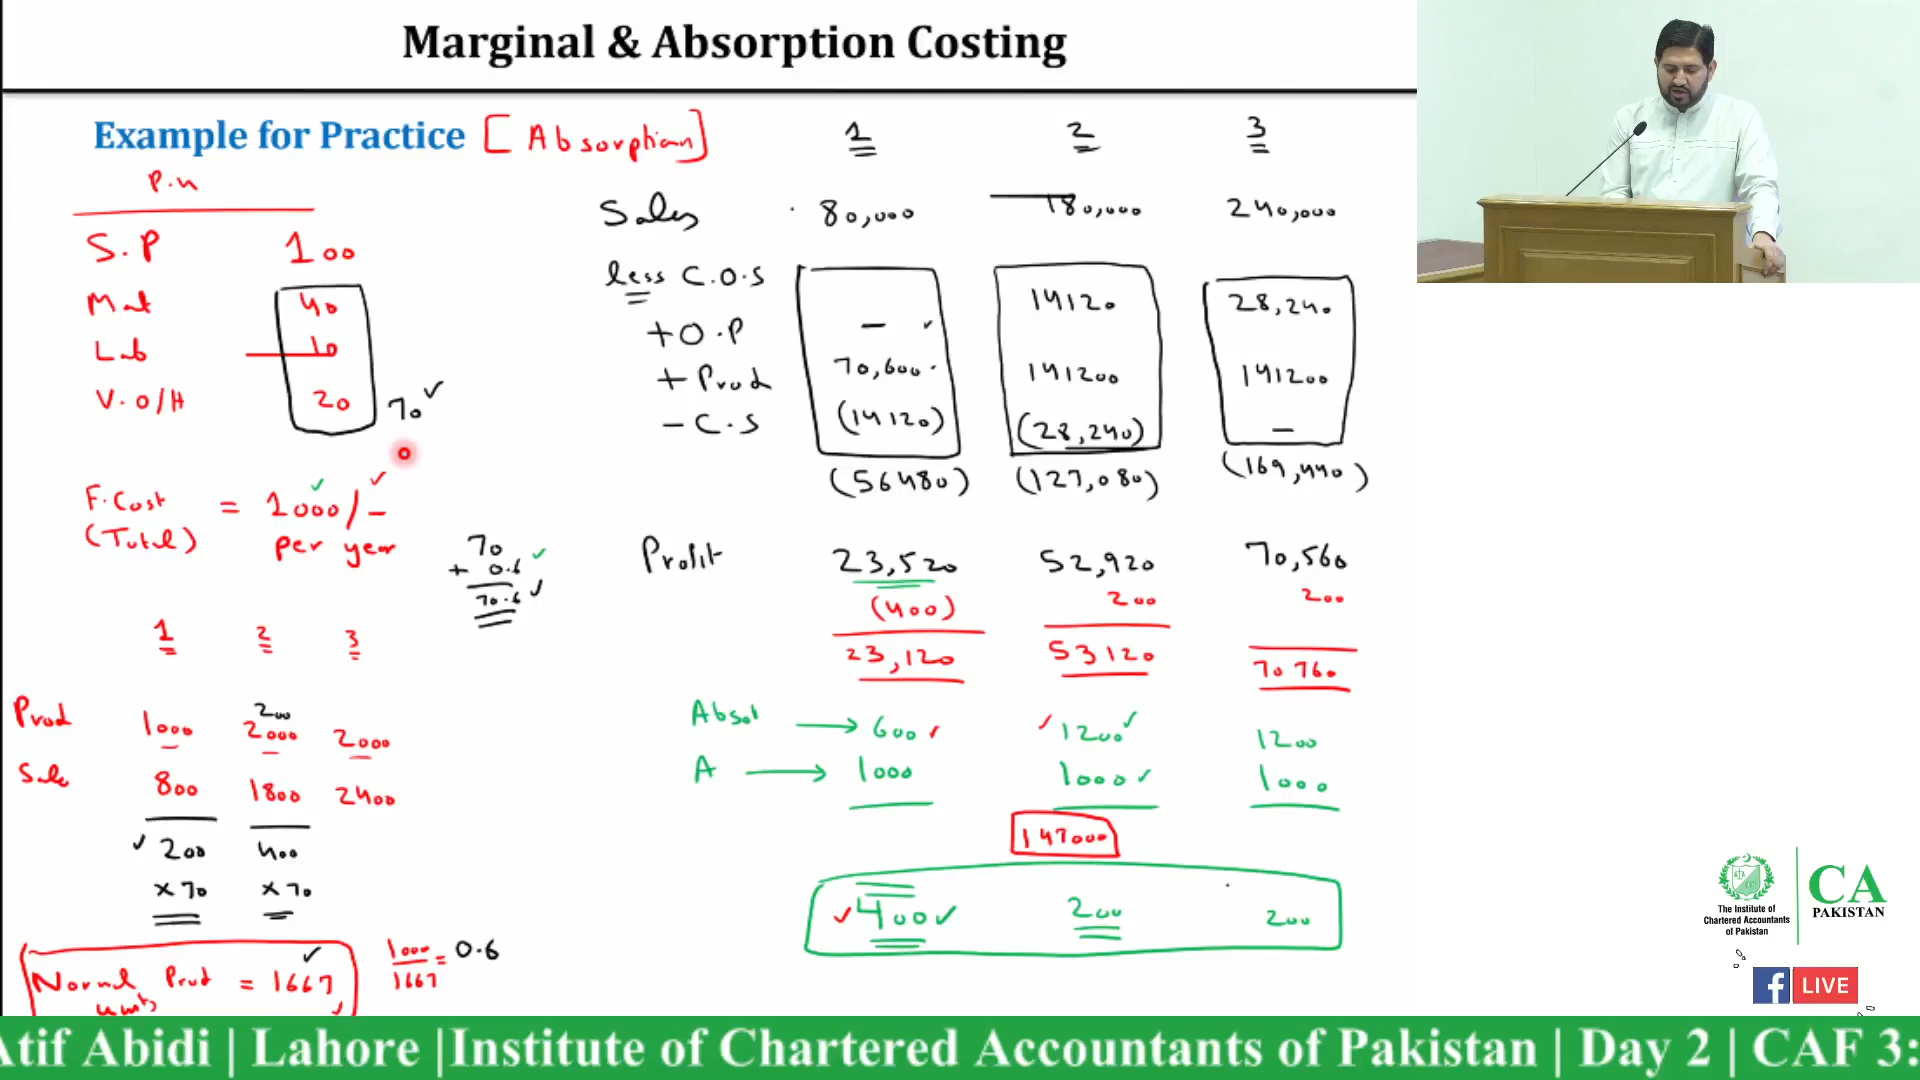 Marginal & Absorption Costing
Example for Practice [Absorption]
P.u
S.P 100
Mat 40
Lab 10
V.O/H 20 70
F.Cost (Total) = 1000/- per year
70
+ 0.6
70.6
1 2 3
200
Prod 1000 2000 2000
Sale 800 1800 2400
200 400
x 70 x 70
Normal Prod = 1667
units
1000/1667 = 0.6
1 2 3
Sales 80,000 180,000 240,000
less C.O.S
+ O.P — 14120 28,240
+ Prod 70,600 141200 141200
- C.S (14120) (28,240) —
(56480) (127,080) (169,440)
Profit 23,520 52,920 70,560
(400) 200 200
23,120 53120 70760
Absor → 600 1200 1200
A → 1000 1000 1000
147000
400 200 200
The Institute of
Chartered Accountants
of Pakistan
CA
PAKISTAN
f LIVE
Atif Abidi | Lahore |Institute of Chartered Accountants of Pakistan | Day 2 | CAF 3: